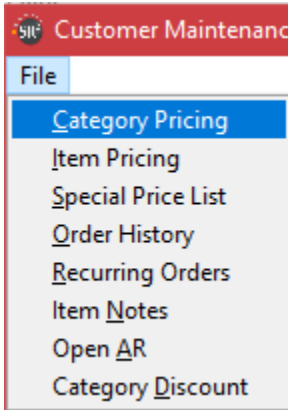 SIC Customer Maintenanc
File
Category Pricing
Item Pricing
Special Price List
Order History
Recurring Orders
Item Notes
Open AR
Category Discount